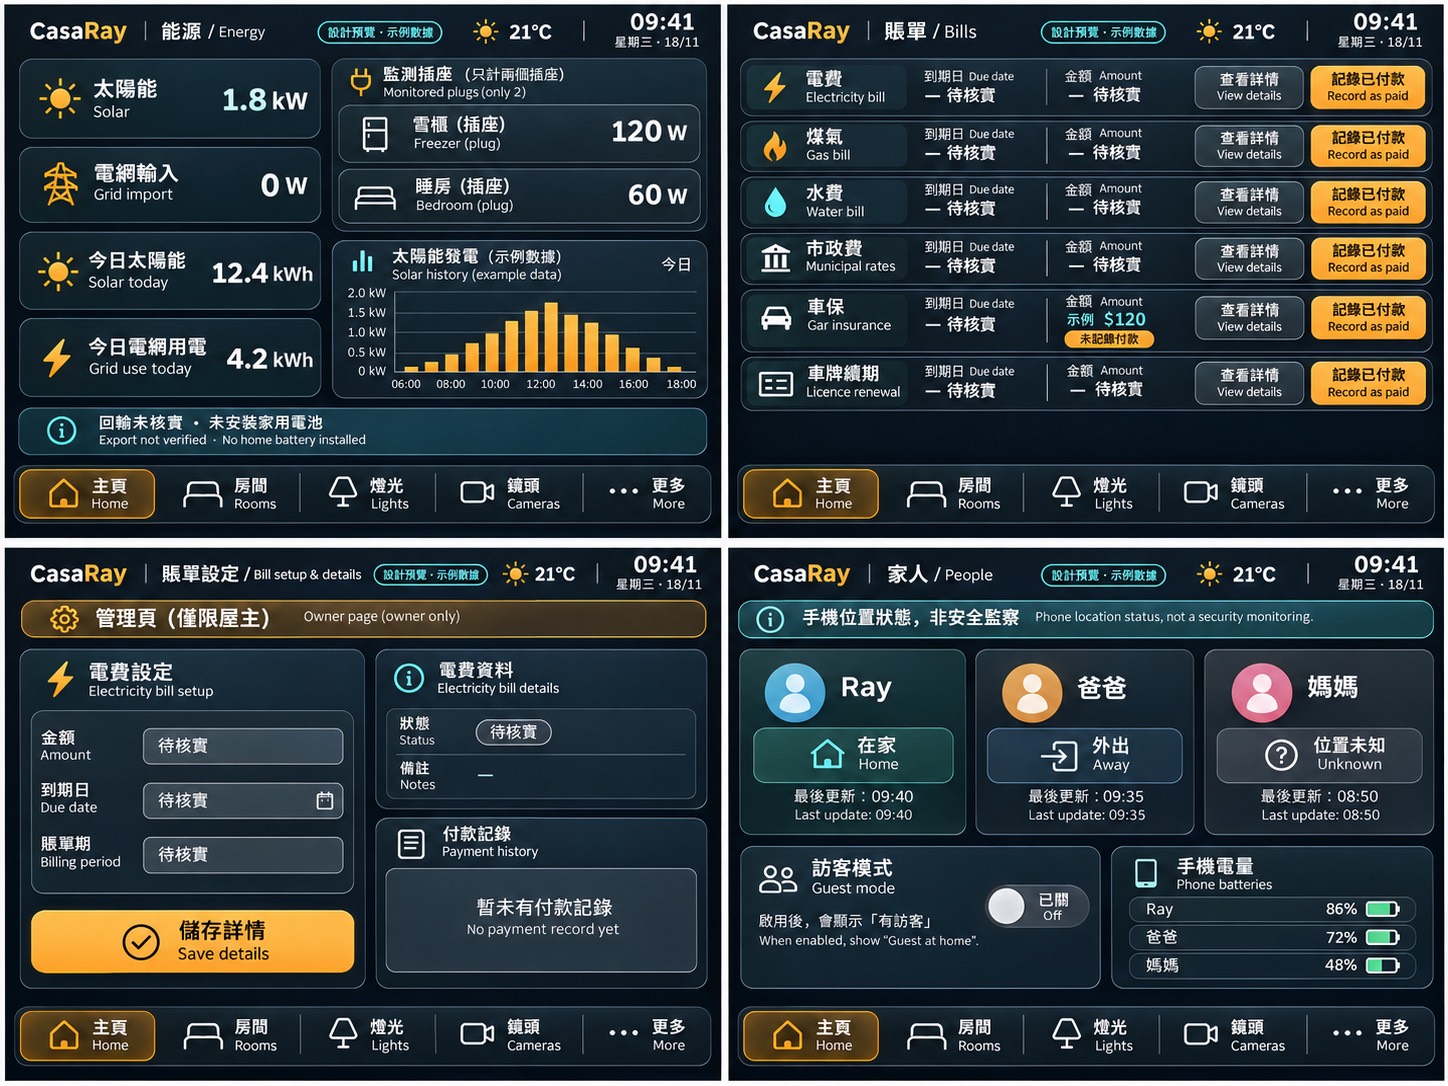 CasaRay | 能源 / Energy
設計預覽・示例數據
21°C
09:41
星期三・18/11
太陽能
Solar
1.8 kW
電網輸入
Grid import
0 W
今日太陽能
Solar today
12.4 kWh
今日電網用電
Grid use today
4.2 kWh
監測插座（只計兩個插座）
Monitored plugs (only 2)
雪櫃（插座）
Freezer (plug)
120 W
睡房（插座）
Bedroom (plug)
60 W
太陽能發電（示例數據）
Solar history (example data)
今日
2.0 kW
1.5 kW
1.0 kW
0.5 kW
0 kW
06:00 08:00 10:00 12:00 14:00 16:00 18:00
回輸未核實・未安裝家用電池
Export not verified · No home battery installed
主頁
Home
房間
Rooms
燈光
Lights
鏡頭
Cameras
更多
More
CasaRay | 賬單 / Bills
設計預覽・示例數據
21°C
09:41
星期三・18/11
電費
Electricity bill
到期日 Due date
— 待核實
金額 Amount
— 待核實
查看詳情
View details
記錄已付款
Record as paid
煤氣
Gas bill
到期日 Due date
— 待核實
金額 Amount
— 待核實
查看詳情
View details
記錄已付款
Record as paid
水費
Water bill
到期日 Due date
— 待核實
金額 Amount
— 待核實
查看詳情
View details
記錄已付款
Record as paid
市政費
Municipal rates
到期日 Due date
— 待核實
金額 Amount
— 待核實
查看詳情
View details
記錄已付款
Record as paid
車保
Gar insurance
到期日 Due date
— 待核實
金額 Amount
示例 $120
未記錄付款
查看詳情
View details
記錄已付款
Record as paid
車牌續期
Licence renewal
到期日 Due date
— 待核實
金額 Amount
— 待核實
查看詳情
View details
記錄已付款
Record as paid
主頁
Home
房間
Rooms
燈光
Lights
鏡頭
Cameras
更多
More
CasaRay | 賬單設定 / Bill setup & details
設計預覽・示例數據
21°C
09:41
星期三・18/11
管理頁（僅限屋主）
Owner page (owner only)
電費設定
Electricity bill setup
金額
Amount
待核實
到期日
Due date
待核實
賬單期
Billing period
待核實
儲存詳情
Save details
電費資料
Electricity bill details
狀態
Status
待核實
備註
Notes
—
付款記錄
Payment history
暫未有付款記錄
No payment record yet
主頁
Home
房間
Rooms
燈光
Lights
鏡頭
Cameras
更多
More
CasaRay | 家人 / People
設計預覽・示例數據
21°C
09:41
星期三・18/11
手機位置狀態，非安全監察
Phone location status, not a security monitoring.
Ray
在家
Home
最後更新：09:40
Last update: 09:40
爸爸
外出
Away
最後更新：09:35
Last update: 09:35
媽媽
位置未知
Unknown
最後更新：08:50
Last update: 08:50
訪客模式
Guest mode
啟用後，會顯示「有訪客」
When enabled, show “Guest at home”.
已關
Off
手機電量
Phone batteries
Ray 86%
爸爸 72%
媽媽 48%
主頁
Home
房間
Rooms
燈光
Lights
鏡頭
Cameras
更多
More